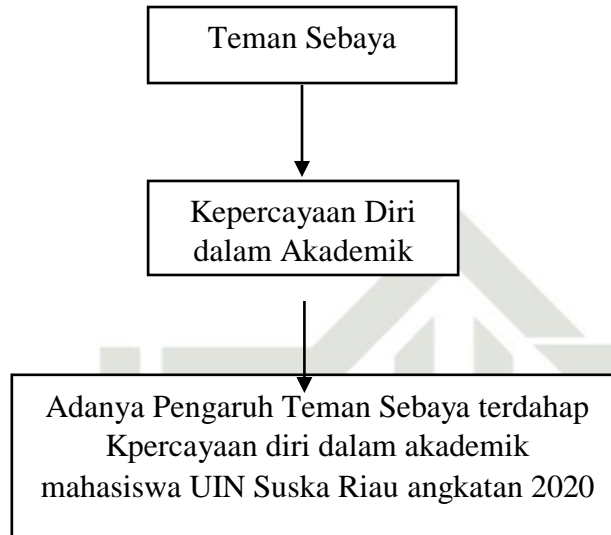 Teman Sebaya
Kepercayaan Diri
dalam Akademik
Adanya Pengaruh Teman Sebaya terdahap
Kpercayaan diri dalam akademik
mahasiswa UIN Suska Riau angkatan 2020